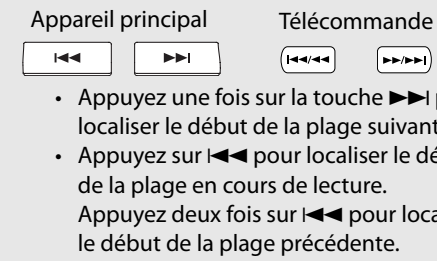 Appareil principal Télécommande
⏮ ⏭ ⏮/◀◀ ▶▶/⏭
• Appuyez une fois sur la touche ⏭
localiser le début de la plage
• Appuyez sur ⏮ pour localiser le
de la plage en cours de lecture.
Appuyez deux fois sur ⏮ pour
le début de la plage précédente.